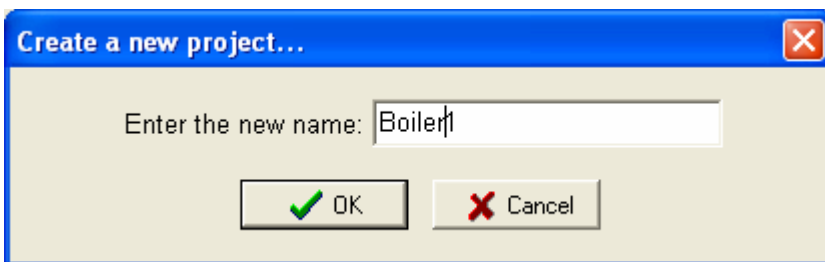 Create a new project...
Enter the new name: Boiler1
OK Cancel